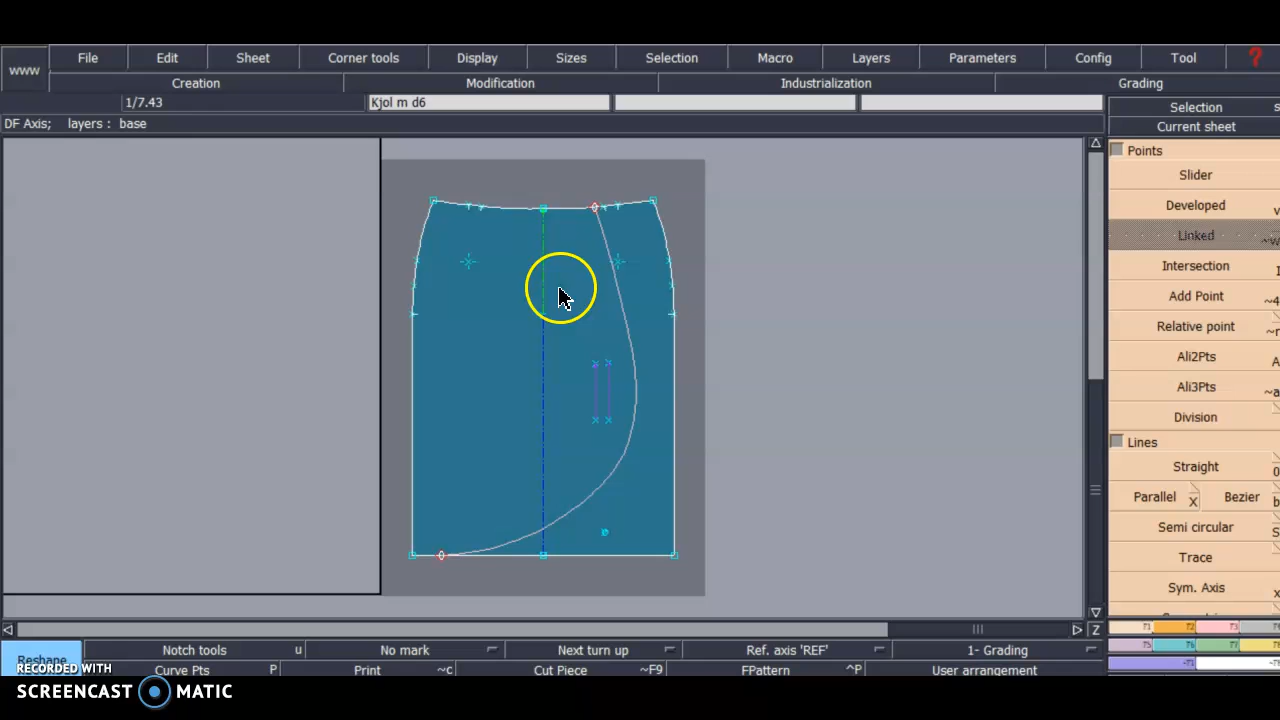 www File Edit Sheet Corner tools Display Sizes Selection Macro Layers Parameters Config Tool ?
Creation Modification Industrialization Grading
1/7.43 Kjol m d6
DF Axis; layers : base
Selection s
Current sheet
Points
Slider
Developed v
Linked ~w
Intersection I
Add Point ~4
Relative point ~r
Ali2Pts A
Ali3Pts ~a
Division
Lines
Straight 0
Parallel X Bezier b
Semi circular S
Trace
Sym. Axis x
Z
Reshape Notch tools u No mark Next turn up Ref. axis 'REF' 1- Grading
Curve Pts P Print ~c Cut Piece ~F9 FPattern ^P User arrangement
RECORDED WITH
SCREENCAST MATIC